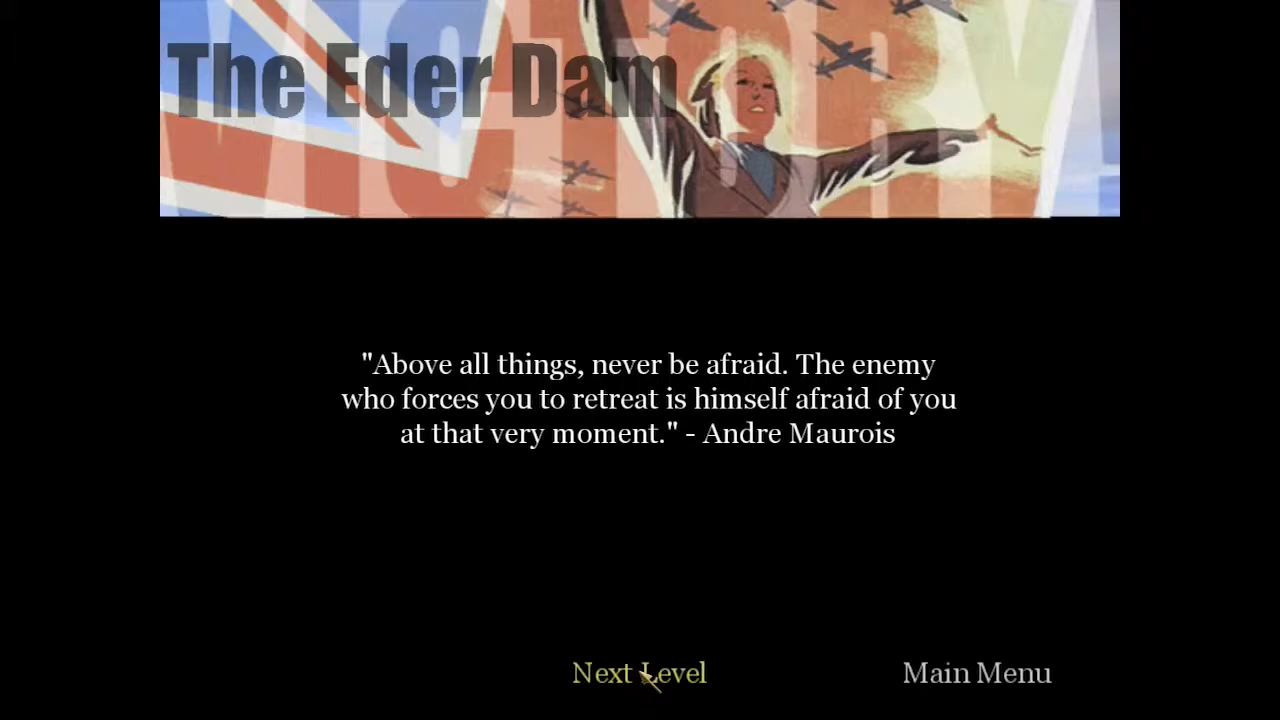 VICTORY
The Eder Dam
"Above all things, never be afraid. The enemy
who forces you to retreat is himself afraid of you
at that very moment." - Andre Maurois
Next Level
Main Menu